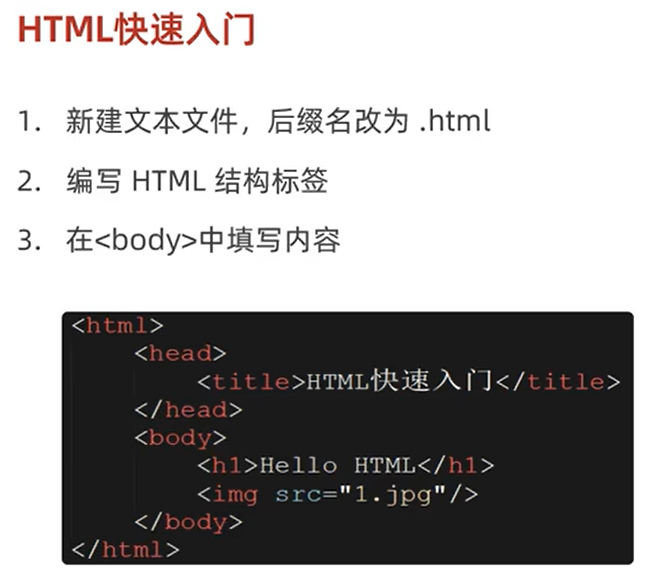 HTML快速入门
1. 新建文本文件，后缀名改为 .html
2. 编写 HTML 结构标签
3. 在<body>中填写内容
<html>
<head>
<title>HTML快速入门</title>
</head>
<body>
<h1>Hello HTML</h1>
<img src="1.jpg"/>
</body>
</html>